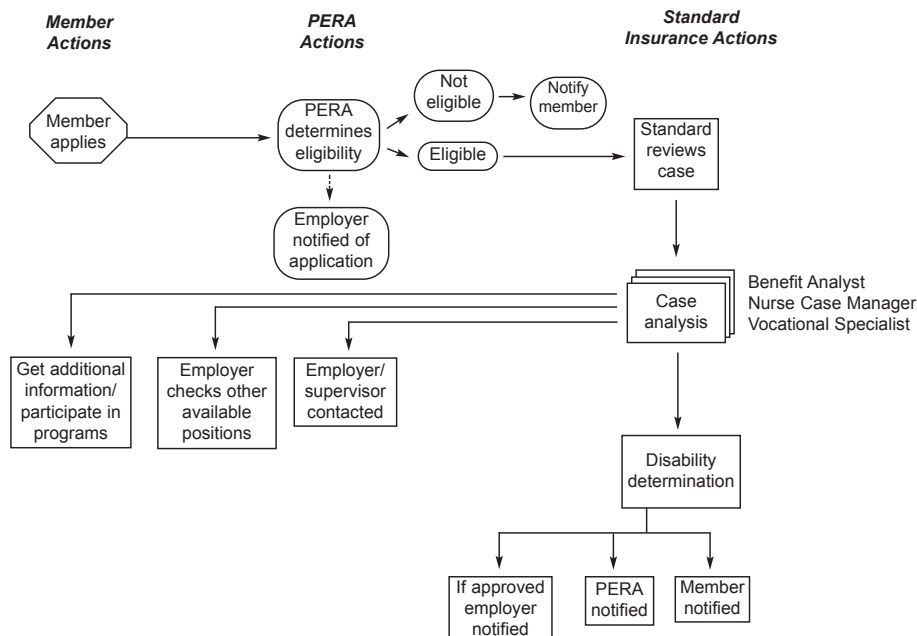 Member
Actions
PERA
Actions
Standard
Insurance Actions
Member
applies
PERA
determines
eligibility
Not
eligible
Notify
member
Eligible
Standard
reviews
case
Employer
notified of
application
Case
analysis
Benefit Analyst
Nurse Case Manager
Vocational Specialist
Get additional
information/
participate in
programs
Employer
checks other
available
positions
Employer/
supervisor
contacted
Disability
determination
If approved
employer
notified
PERA
notified
Member
notified